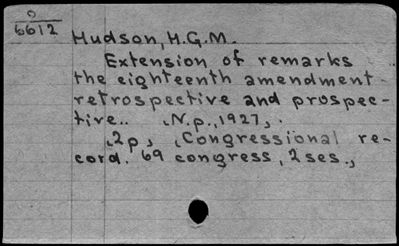 O
6612
Hudson, H.G.M.
Extension of remarks
the eighteenth amendment
retrospective and prospec-
tive.. N.p., 1927,.
2p, Congressional re-
cord. 69 congress, 2 ses.,